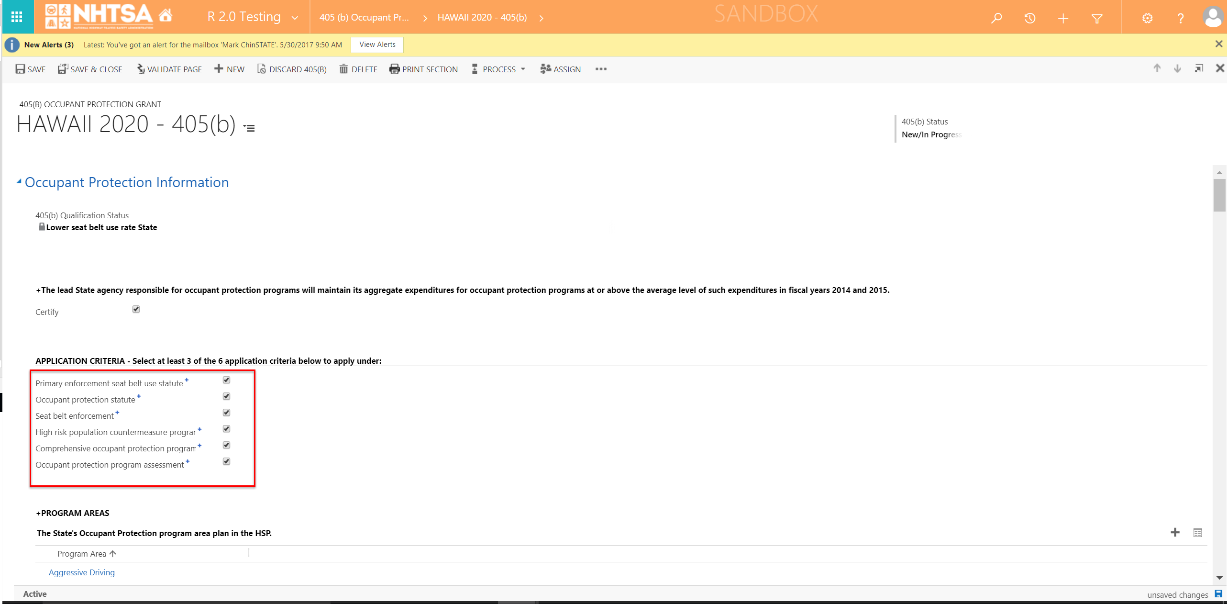 NHTSA R 2.0 Testing 405 (b) Occupant Pr... HAWAII 2020 - 405(b) SANDBOX
New Alerts (3) Latest: You've got an alert for the mailbox 'Mark ChinSTATE'. 5/30/2017 9:50 AM View Alerts
SAVE SAVE & CLOSE VALIDATE PAGE NEW DISCARD 405(B) DELETE PRINT SECTION PROCESS ASSIGN
405(B) OCCUPANT PROTECTION GRANT
HAWAII 2020 - 405(b)
405(b) Status
New/In Progress
Occupant Protection Information
405(b) Qualification Status
Lower seat belt use rate State
+The lead State agency responsible for occupant protection programs will maintain its aggregate expenditures for occupant protection programs at or above the average level of such expenditures in fiscal years 2014 and 2015.
Certify
APPLICATION CRITERIA - Select at least 3 of the 6 application criteria below to apply under:
Primary enforcement seat belt use statute *
Occupant protection statute *
Seat belt enforcement *
High risk population countermeasure program *
Comprehensive occupant protection program *
Occupant protection program assessment *
+PROGRAM AREAS
The State's Occupant Protection program area plan in the HSP.
Program Area
Aggressive Driving
Active unsaved changes